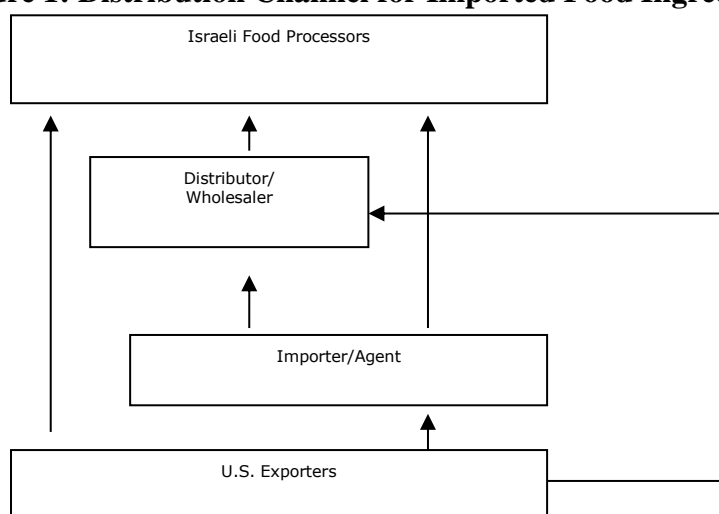 Distribution Channel for Imported Food
Israeli Food Processors
Distributor/
Wholesaler
Importer/Agent
U.S. Exporters